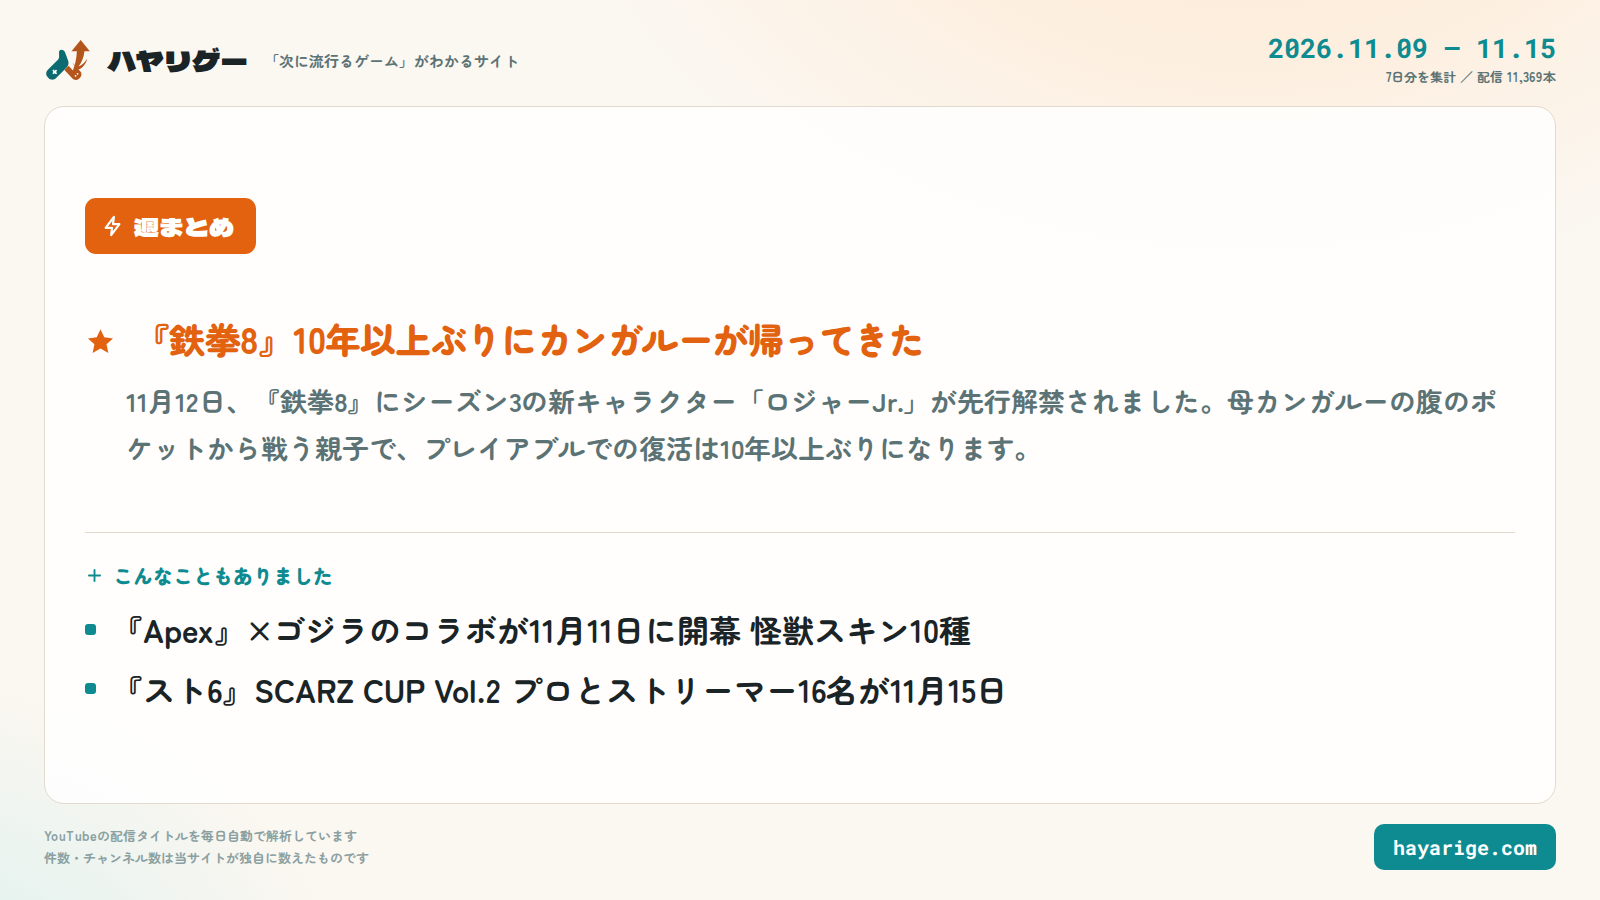 ハヤリゲー
「次に流行るゲーム」がわかるサイト
2026.11.09 − 11.15
7日分を集計 ／ 配信 11,369本
週まとめ
『鉄拳8』10年以上ぶりにカンガルーが帰ってきた
11月12日、『鉄拳8』にシーズン3の新キャラクター「ロジャーJr.」が先行解禁されました。母カンガルーの腹のポ
ケットから戦う親子で、プレイアブルでの復活は10年以上ぶりになります。
+ こんなこともありました
『Apex』×ゴジラのコラボが11月11日に開幕 怪獣スキン10種
『スト6』SCARZ CUP Vol.2 プロとストリーマー16名が11月15日
YouTubeの配信タイトルを毎日自動で解析しています
件数・チャンネル数は当サイトが独自に数えたものです
hayarige.com